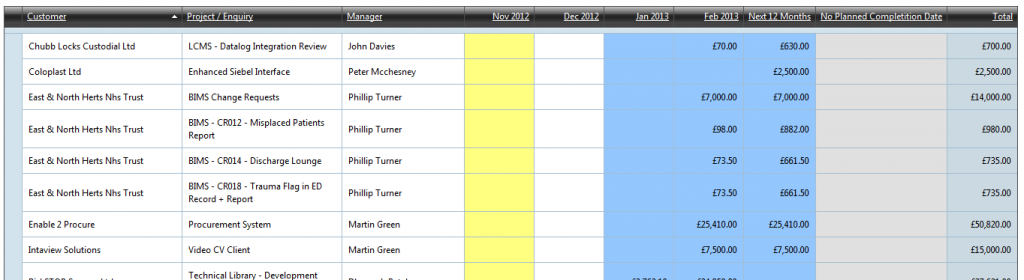 Customer Project / Enquiry Manager Nov 2012 Dec 2012 Jan 2013 Feb 2013 Next 12 Months No Planned Completition Date Total
Chubb Locks Custodial Ltd LCMS - Datalog Integration Review John Davies £70.00 £630.00 £700.00
Coloplast Ltd Enhanced Siebel Interface Peter Mcchesney £2,500.00 £2,500.00
East & North Herts Nhs Trust BIMS Change Requests Phillip Turner £7,000.00 £7,000.00 £14,000.00
East & North Herts Nhs Trust BIMS - CR012 - Misplaced Patients Phillip Turner £98.00 £882.00 £980.00
Report
East & North Herts Nhs Trust BIMS - CR014 - Discharge Lounge Phillip Turner £73.50 £661.50 £735.00
East & North Herts Nhs Trust BIMS - CR018 - Trauma Flag in ED Phillip Turner £73.50 £661.50 £735.00
Record + Report
Enable 2 Procure Procurement System Martin Green £25,410.00 £25,410.00 £50,820.00
Intaview Solutions Video CV Client Martin Green £7,500.00 £7,500.00 £15,000.00
Technical Library - Development